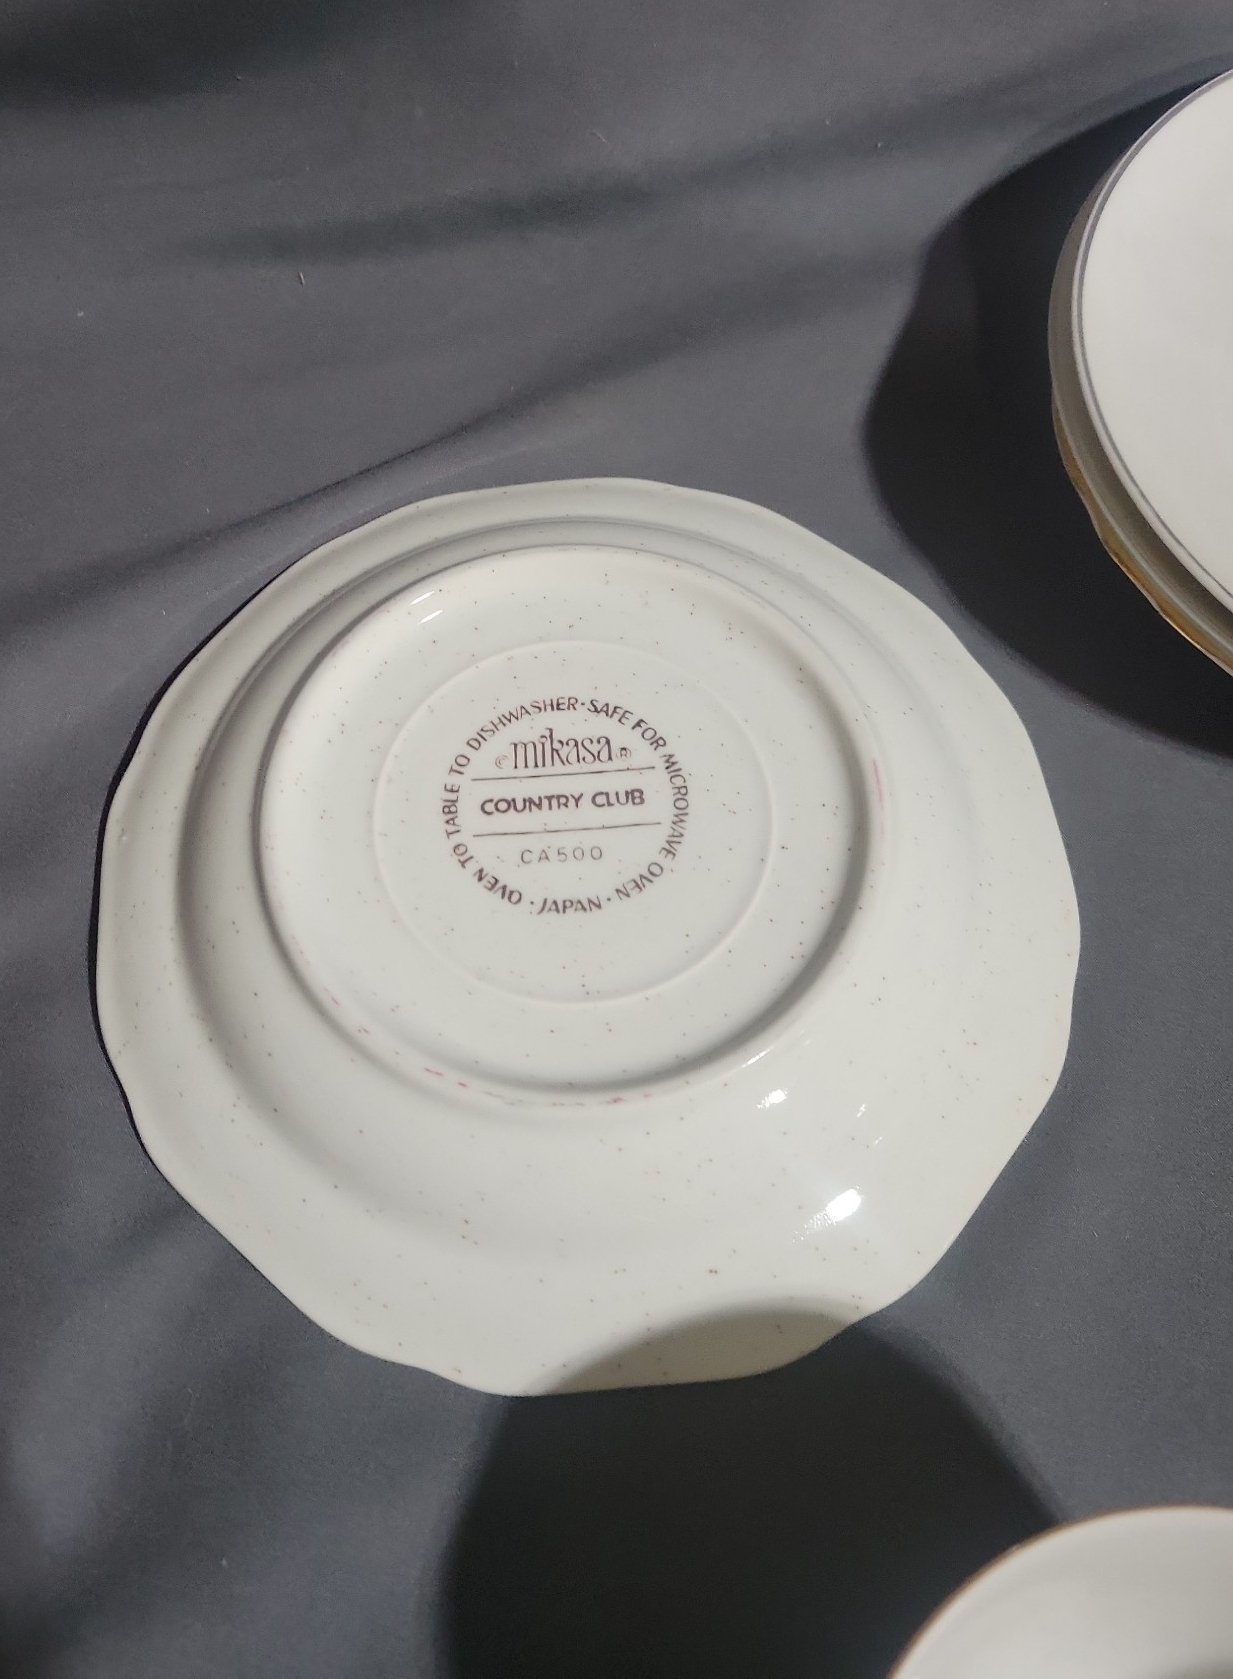 OVEN TO TABLE TO DISHWASHER·SAFE FOR MICROWAVE OVEN·JAPAN·
© mikasa ®
COUNTRY CLUB
CA500